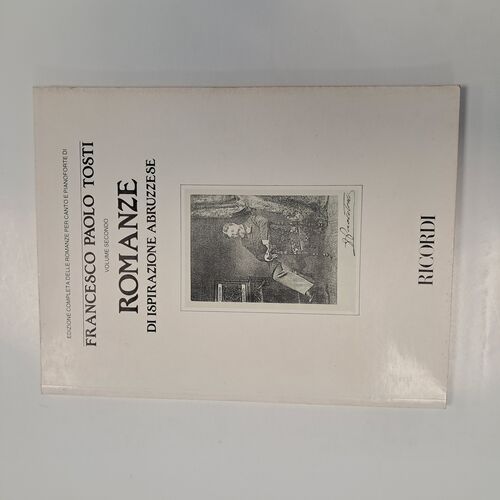 EDIZIONE COMPLETA DELLE ROMANZE PER CANTO E PIANOFORTE DI
FRANCESCO PAOLO TOSTI
VOLUME SECONDO
ROMANZE
DI ISPIRAZIONE ABRUZZESE
RICORDI